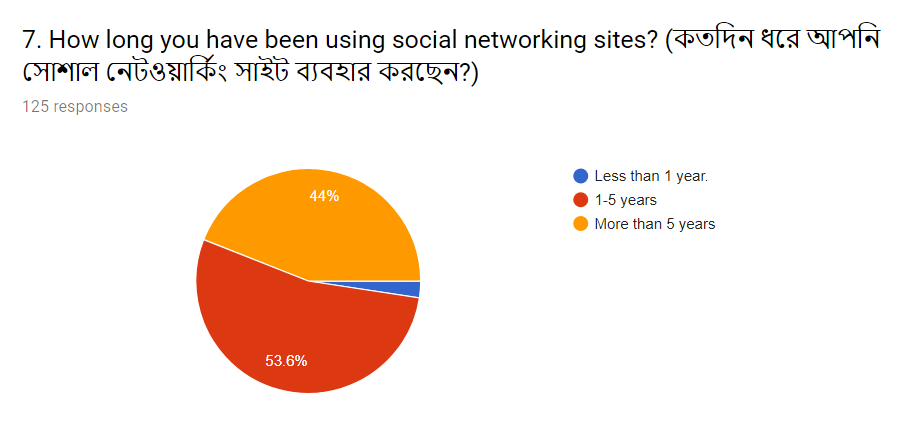 7. How long you have been using social networking sites? (কতদিন ধরে আপনি
সোশাল নেটওয়ার্কিং সাইট ব্যবহার করছেন?)
125 responses
44%
53.6%
Less than 1 year.
1-5 years
More than 5 years